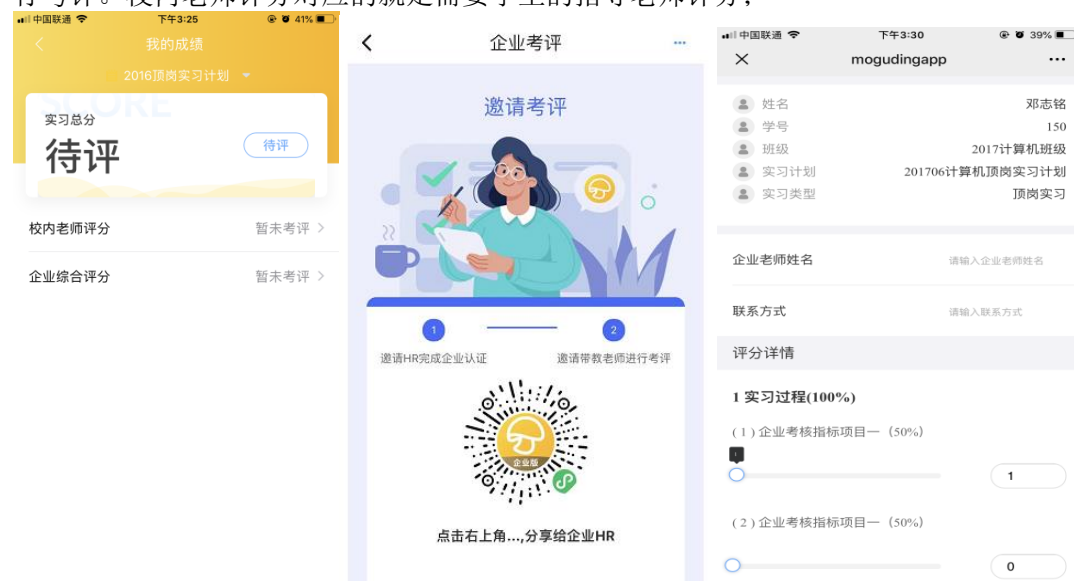 行考评。校内老师评分对应的就是需要学生的指导老师评分；
中国联通 下午3:25 41%
我的成绩
2016顶岗实习计划
SCORE
实习总分
待评 待评
校内老师评分 暂未考评
企业综合评分 暂未考评
企业考评 ...
邀请考评
1 2
邀请HR完成企业认证 邀请带教老师进行考评
企业版
点击右上角...,分享给企业HR
中国联通 下午3:30 39%
mogudingapp ...
姓名 邓志铭
学号 150
班级 2017计算机班级
实习计划 201706计算机顶岗实习计划
实习类型 顶岗实习
企业老师姓名 请输入企业老师姓名
联系方式 请输入联系方式
评分详情
1 实习过程(100%)
( 1 ) 企业考核指标项目一（50%）
1
( 2 ) 企业考核指标项目一（50%）
0